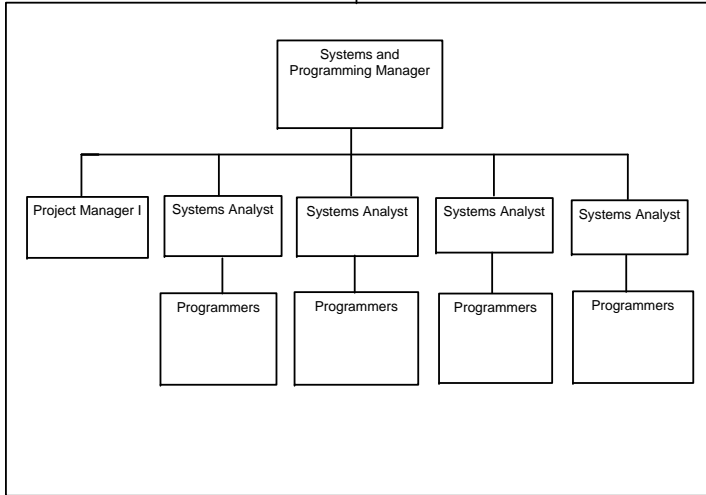 Systems and
Programming Manager
Project Manager I
Systems Analyst
Systems Analyst
Systems Analyst
Systems Analyst
Programmers
Programmers
Programmers
Programmers